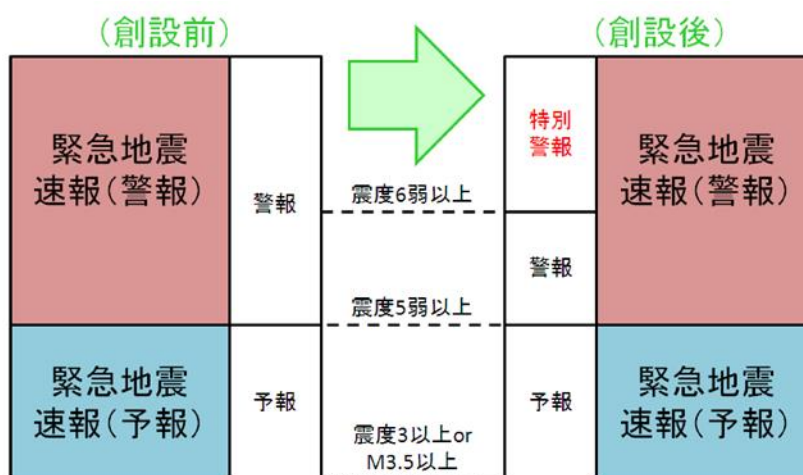 (創設前)
緊急地震
速報(警報)
警報
緊急地震
速報(予報)
予報
震度6弱以上
震度5弱以上
震度3以上or
M3.5以上
(創設後)
特別
警報
警報
予報
緊急地震
速報(警報)
緊急地震
速報(予報)